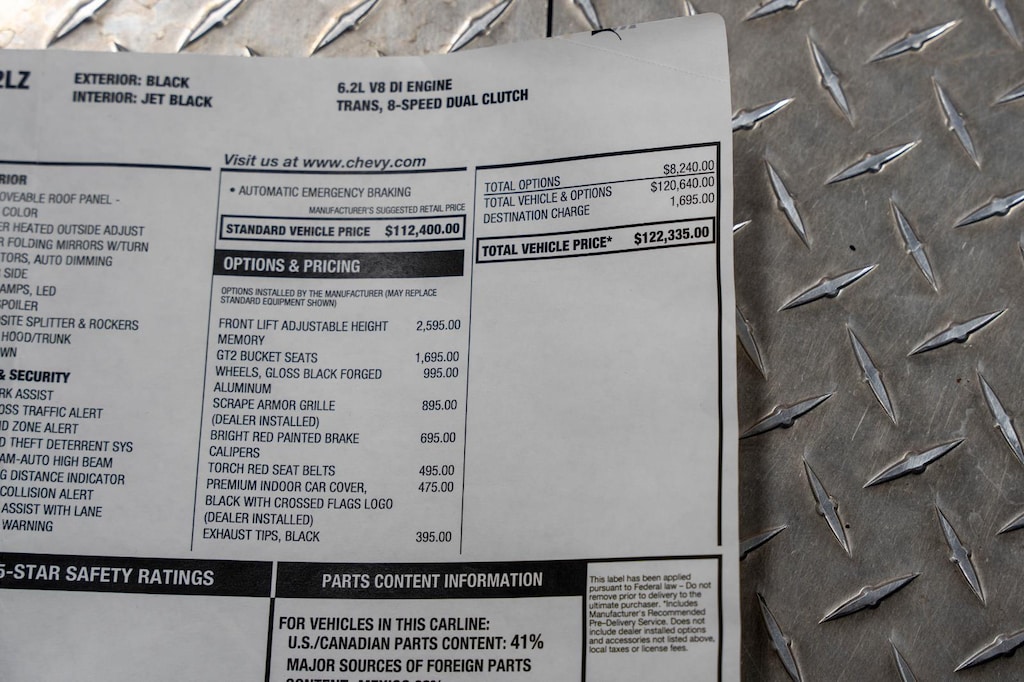 2LZ
EXTERIOR: BLACK
INTERIOR: JET BLACK
6.2L V8 DI ENGINE
TRANS, 8-SPEED DUAL CLUTCH
RIOR
OVEABLE ROOF PANEL -
COLOR
ER HEATED OUTSIDE ADJUST
R FOLDING MIRRORS W/TURN
TORS, AUTO DIMMING
SIDE
AMPS, LED
SPOILER
SITE SPLITTER & ROCKERS
HOOD/TRUNK
WN
& SECURITY
RK ASSIST
OSS TRAFFIC ALERT
ND ZONE ALERT
D THEFT DETERRENT SYS
AM-AUTO HIGH BEAM
G DISTANCE INDICATOR
COLLISION ALERT
ASSIST WITH LANE
WARNING
Visit us at www.chevy.com
• AUTOMATIC EMERGENCY BRAKING
MANUFACTURER'S SUGGESTED RETAIL PRICE
STANDARD VEHICLE PRICE $112,400.00
OPTIONS & PRICING
OPTIONS INSTALLED BY THE MANUFACTURER (MAY REPLACE
STANDARD EQUIPMENT SHOWN)
FRONT LIFT ADJUSTABLE HEIGHT 2,595.00
MEMORY
GT2 BUCKET SEATS 1,695.00
WHEELS, GLOSS BLACK FORGED 995.00
ALUMINUM
SCRAPE ARMOR GRILLE 895.00
(DEALER INSTALLED)
BRIGHT RED PAINTED BRAKE 695.00
CALIPERS
TORCH RED SEAT BELTS 495.00
PREMIUM INDOOR CAR COVER, 475.00
BLACK WITH CROSSED FLAGS LOGO
(DEALER INSTALLED)
EXHAUST TIPS, BLACK 395.00
TOTAL OPTIONS $8,240.00
TOTAL VEHICLE & OPTIONS $120,640.00
DESTINATION CHARGE 1,695.00
TOTAL VEHICLE PRICE* $122,335.00
5-STAR SAFETY RATINGS
PARTS CONTENT INFORMATION
FOR VEHICLES IN THIS CARLINE:
U.S./CANADIAN PARTS CONTENT: 41%
MAJOR SOURCES OF FOREIGN PARTS
This label has been applied
pursuant to Federal law – Do not
remove prior to delivery to the
ultimate purchaser. *Includes
Manufacturer's Recommended
Pre-Delivery Service. Does not
include dealer installed options
and accessories not listed above,
local taxes or license fees.